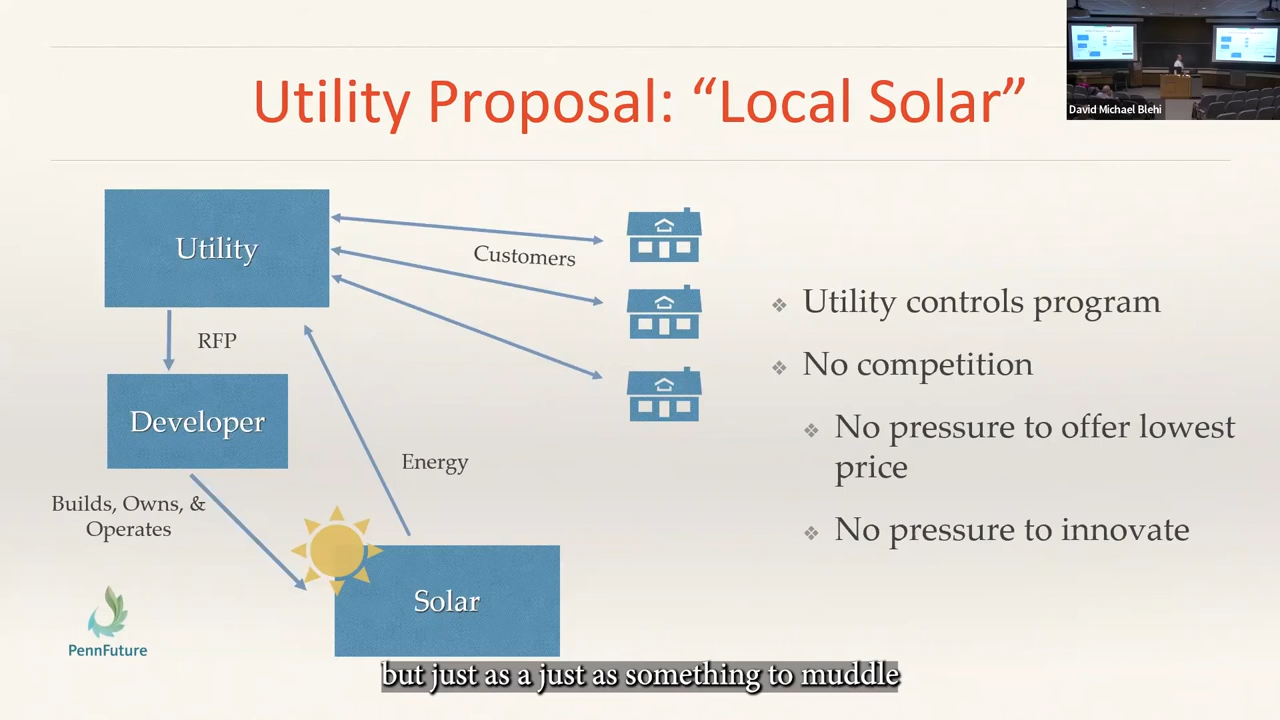 Utility Proposal: “Local Solar”
David Michael Blehi
Utility
Customers
RFP
Developer
Energy
Builds, Owns, &
Operates
Solar
Utility controls program
No competition
No pressure to offer lowest
price
No pressure to innovate
PennFuture
but just as a just as something to muddle